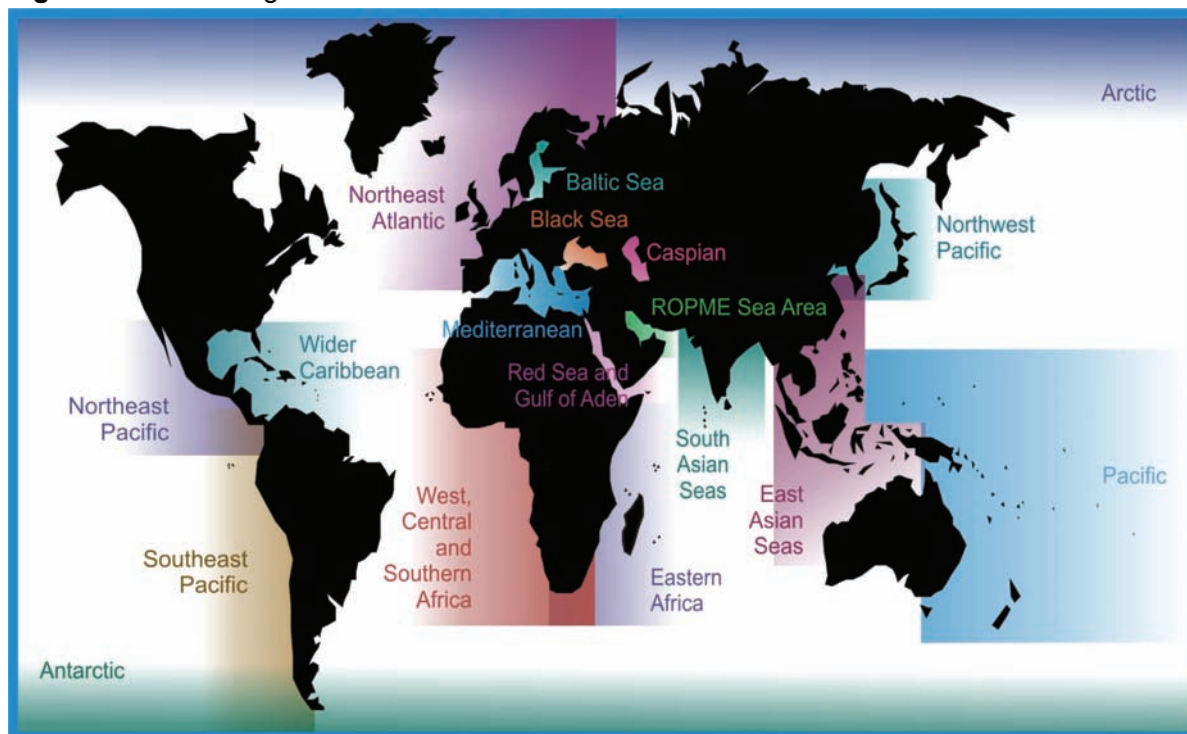 Arctic
Baltic Sea
Northeast
Atlantic
Black Sea
Northwest
Pacific
Caspian
ROPME Sea Area
Mediterranean
Wider
Caribbean
Red Sea and
Gulf of Aden
Northeast
Pacific
South
Asian
Seas
West,
Central
and
Southern
Africa
East
Asian
Seas
Pacific
Southeast
Pacific
Eastern
Africa
Antarctic